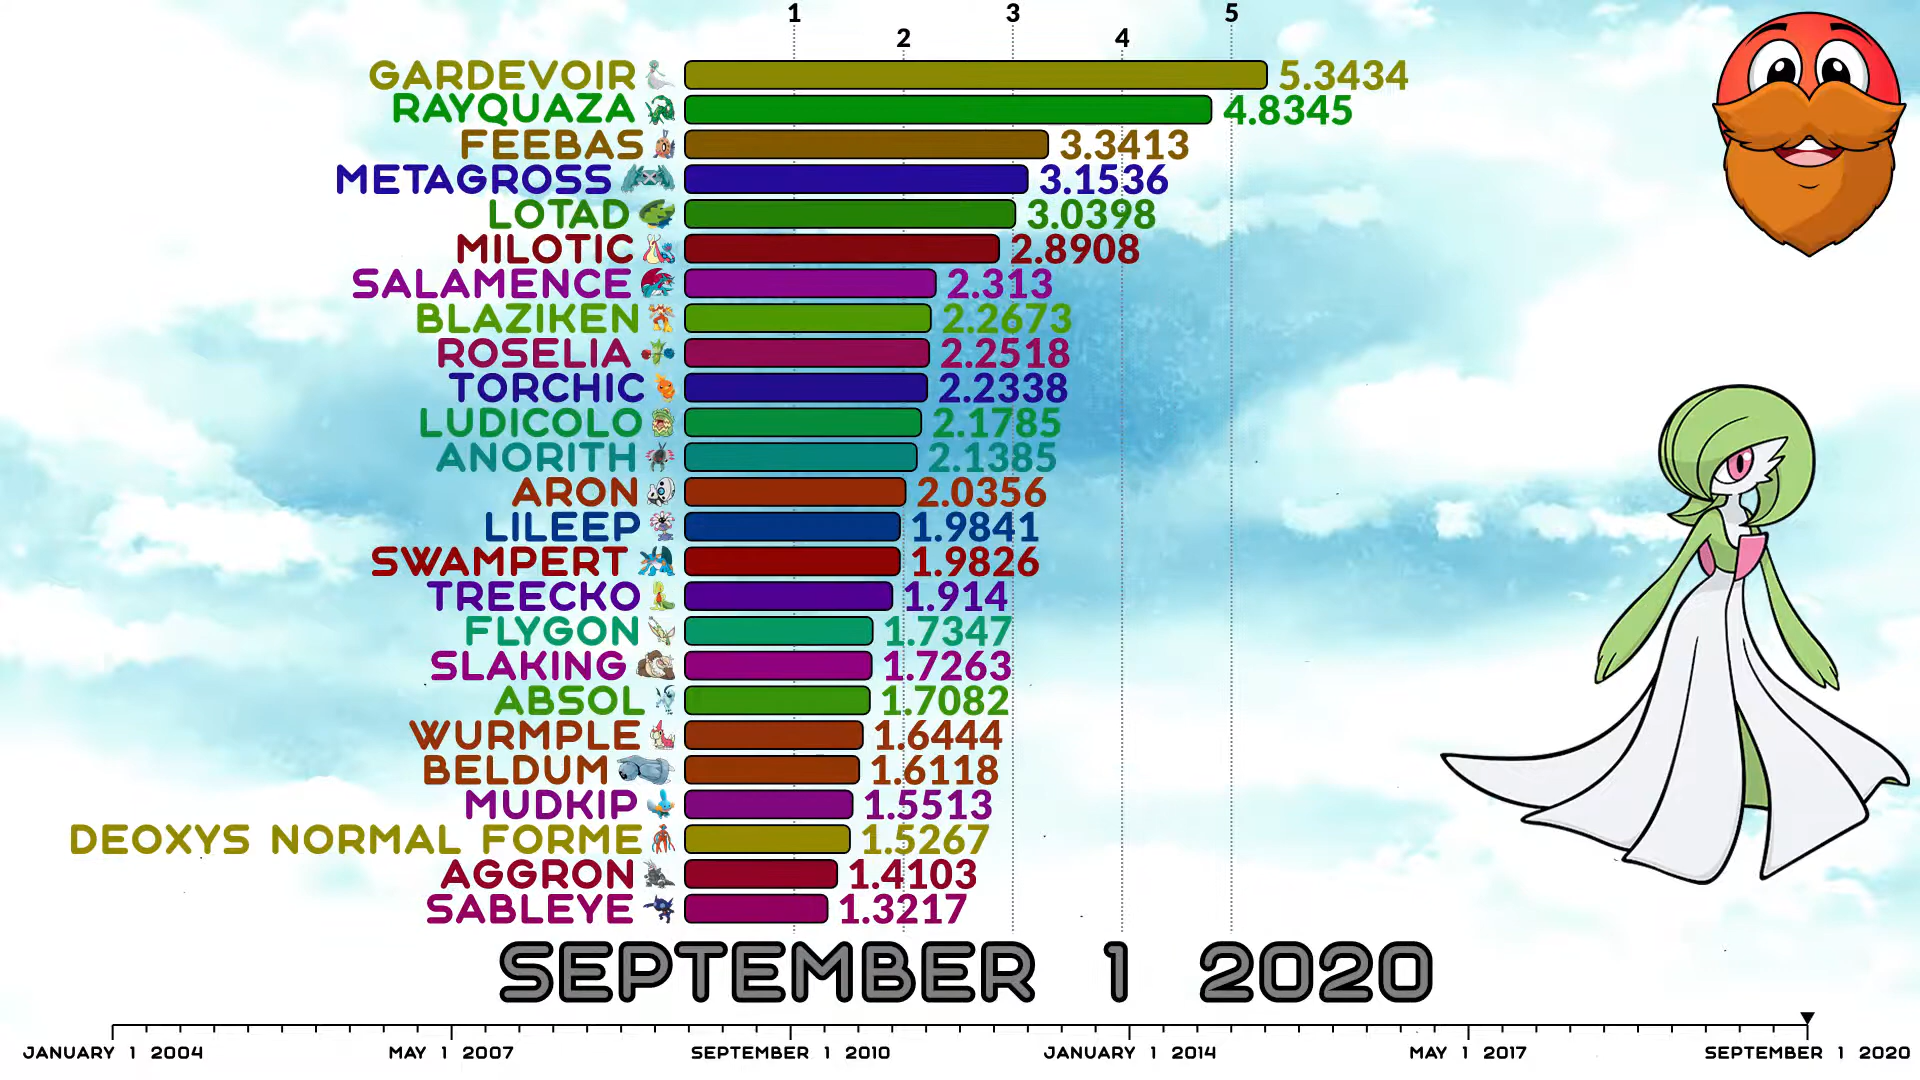 1 3 5
2 4
GARDEVOIR 5.3434
RAYQUAZA 4.8345
FEEBAS 3.3413
METAGROSS 3.1536
LOTAD 3.0398
MILOTIC 2.8908
SALAMENCE 2.313
BLAZIKEN 2.2673
ROSELIA 2.2518
TORCHIC 2.2338
LUDICOLO 2.1785
ANORITH 2.1385
ARON 2.0356
LILEEP 1.9841
SWAMPERT 1.9826
TREECKO 1.914
FLYGON 1.7347
SLAKING 1.7263
ABSOL 1.7082
WURMPLE 1.6444
BELDUM 1.6118
MUDKIP 1.5513
DEOXYS NORMAL FORME 1.5267
AGGRON 1.4103
SABLEYE 1.3217
SEPTEMBER 1 2020
JANUARY 1 2004 MAY 1 2007 SEPTEMBER 1 2010 JANUARY 1 2014 MAY 1 2017 SEPTEMBER 1 2020